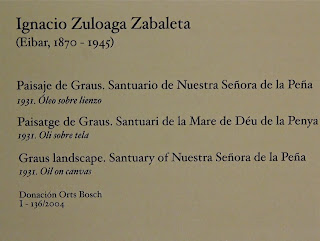 Ignacio Zuloaga Zabaleta
(Eibar, 1870 - 1945)
Paisaje de Graus. Santuario de Nuestra Señora de la Peña
1931. Óleo sobre lienzo
Paisatge de Graus. Santuari de la Mare de Déu de la Penya
1931. Oli sobre tela
Graus landscape. Santuary of Nuestra Señora de la Peña
1931. Oil on canvas
Donación Orts Bosch
I - 136/2004